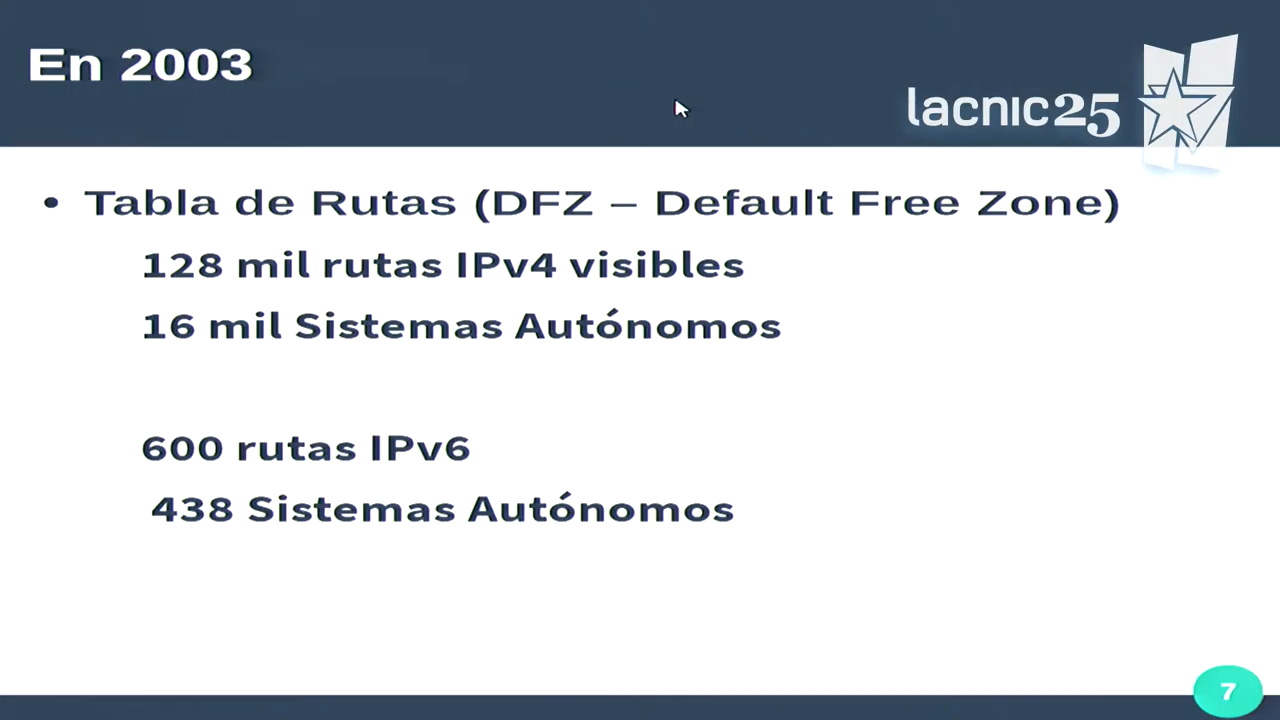 En 2003
lacnic25
• Tabla de Rutas (DFZ – Default Free Zone)
128 mil rutas IPv4 visibles
16 mil Sistemas Autónomos
600 rutas IPv6
438 Sistemas Autónomos
7